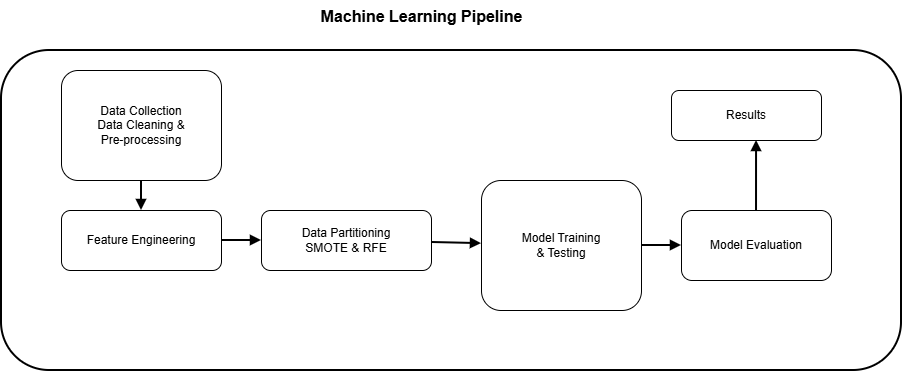 Machine Learning Pipeline
Data Collection
Data Cleaning &
Pre-processing
Feature Engineering
Data Partitioning
SMOTE & RFE
Model Training
& Testing
Model Evaluation
Results